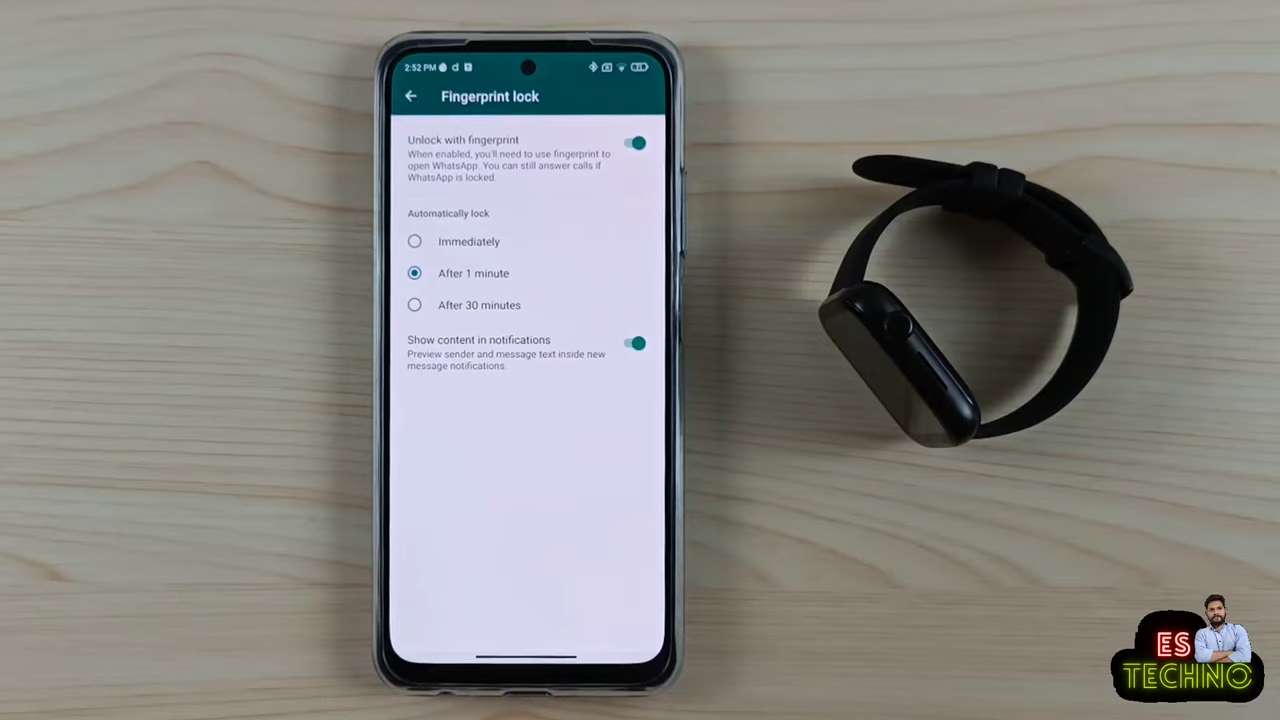 2:52 PM
Fingerprint lock
Unlock with fingerprint
When enabled, you'll need to use fingerprint to
open WhatsApp. You can still answer calls if
WhatsApp is locked.
Automatically lock
Immediately
After 1 minute
After 30 minutes
Show content in notifications
Preview sender and message text inside new
message notifications.
ES
TECHNO